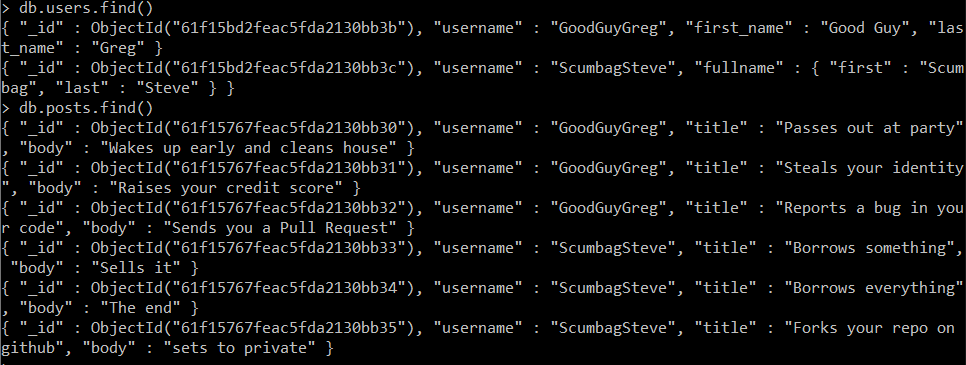 > db.users.find()
{ "_id" : ObjectId("61f15bd2feac5fda2130bb3b"), "username" : "GoodGuyGreg", "first_name" : "Good Guy", "las
t_name" : "Greg" }
{ "_id" : ObjectId("61f15bd2feac5fda2130bb3c"), "username" : "ScumbagSteve", "fullname" : { "first" : "Scum
bag", "last" : "Steve" } }
> db.posts.find()
{ "_id" : ObjectId("61f15767feac5fda2130bb30"), "username" : "GoodGuyGreg", "title" : "Passes out at party"
, "body" : "Wakes up early and cleans house" }
{ "_id" : ObjectId("61f15767feac5fda2130bb31"), "username" : "GoodGuyGreg", "title" : "Steals your identity
", "body" : "Raises your credit score" }
{ "_id" : ObjectId("61f15767feac5fda2130bb32"), "username" : "GoodGuyGreg", "title" : "Reports a bug in you
r code", "body" : "Sends you a Pull Request" }
{ "_id" : ObjectId("61f15767feac5fda2130bb33"), "username" : "ScumbagSteve", "title" : "Borrows something",
 "body" : "Sells it" }
{ "_id" : ObjectId("61f15767feac5fda2130bb34"), "username" : "ScumbagSteve", "title" : "Borrows everything"
, "body" : "The end" }
{ "_id" : ObjectId("61f15767feac5fda2130bb35"), "username" : "ScumbagSteve", "title" : "Forks your repo on
github", "body" : "sets to private" }